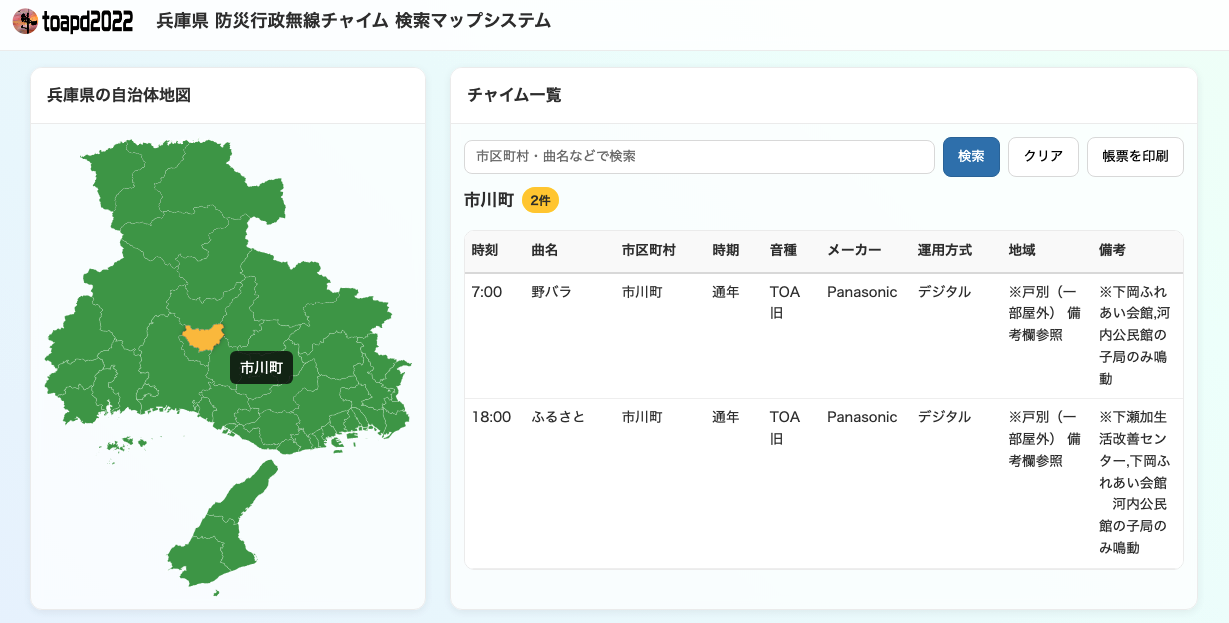 toapd2022 兵庫県 防災行政無線チャイム 検索マップシステム
兵庫県の自治体地図
市川町
チャイム一覧
市区町村・曲名などで検索 検索 クリア 帳票を印刷
市川町 2件
時刻 曲名 市区町村 時期 音種 メーカー 運用方式 地域 備考
7:00 野バラ 市川町 通年 TOA Panasonic デジタル ※戸別（一 ※下岡ふれ
旧 部屋外） 備 あい会館,河
考欄参照 内公民館の
子局のみ鳴
動
18:00 ふるさと 市川町 通年 TOA Panasonic デジタル ※戸別（一 ※下瀬加生
旧 部屋外） 備 活改善セン
考欄参照 ター,下岡ふ
れあい会館
　河内公民
館の子局の
み鳴動